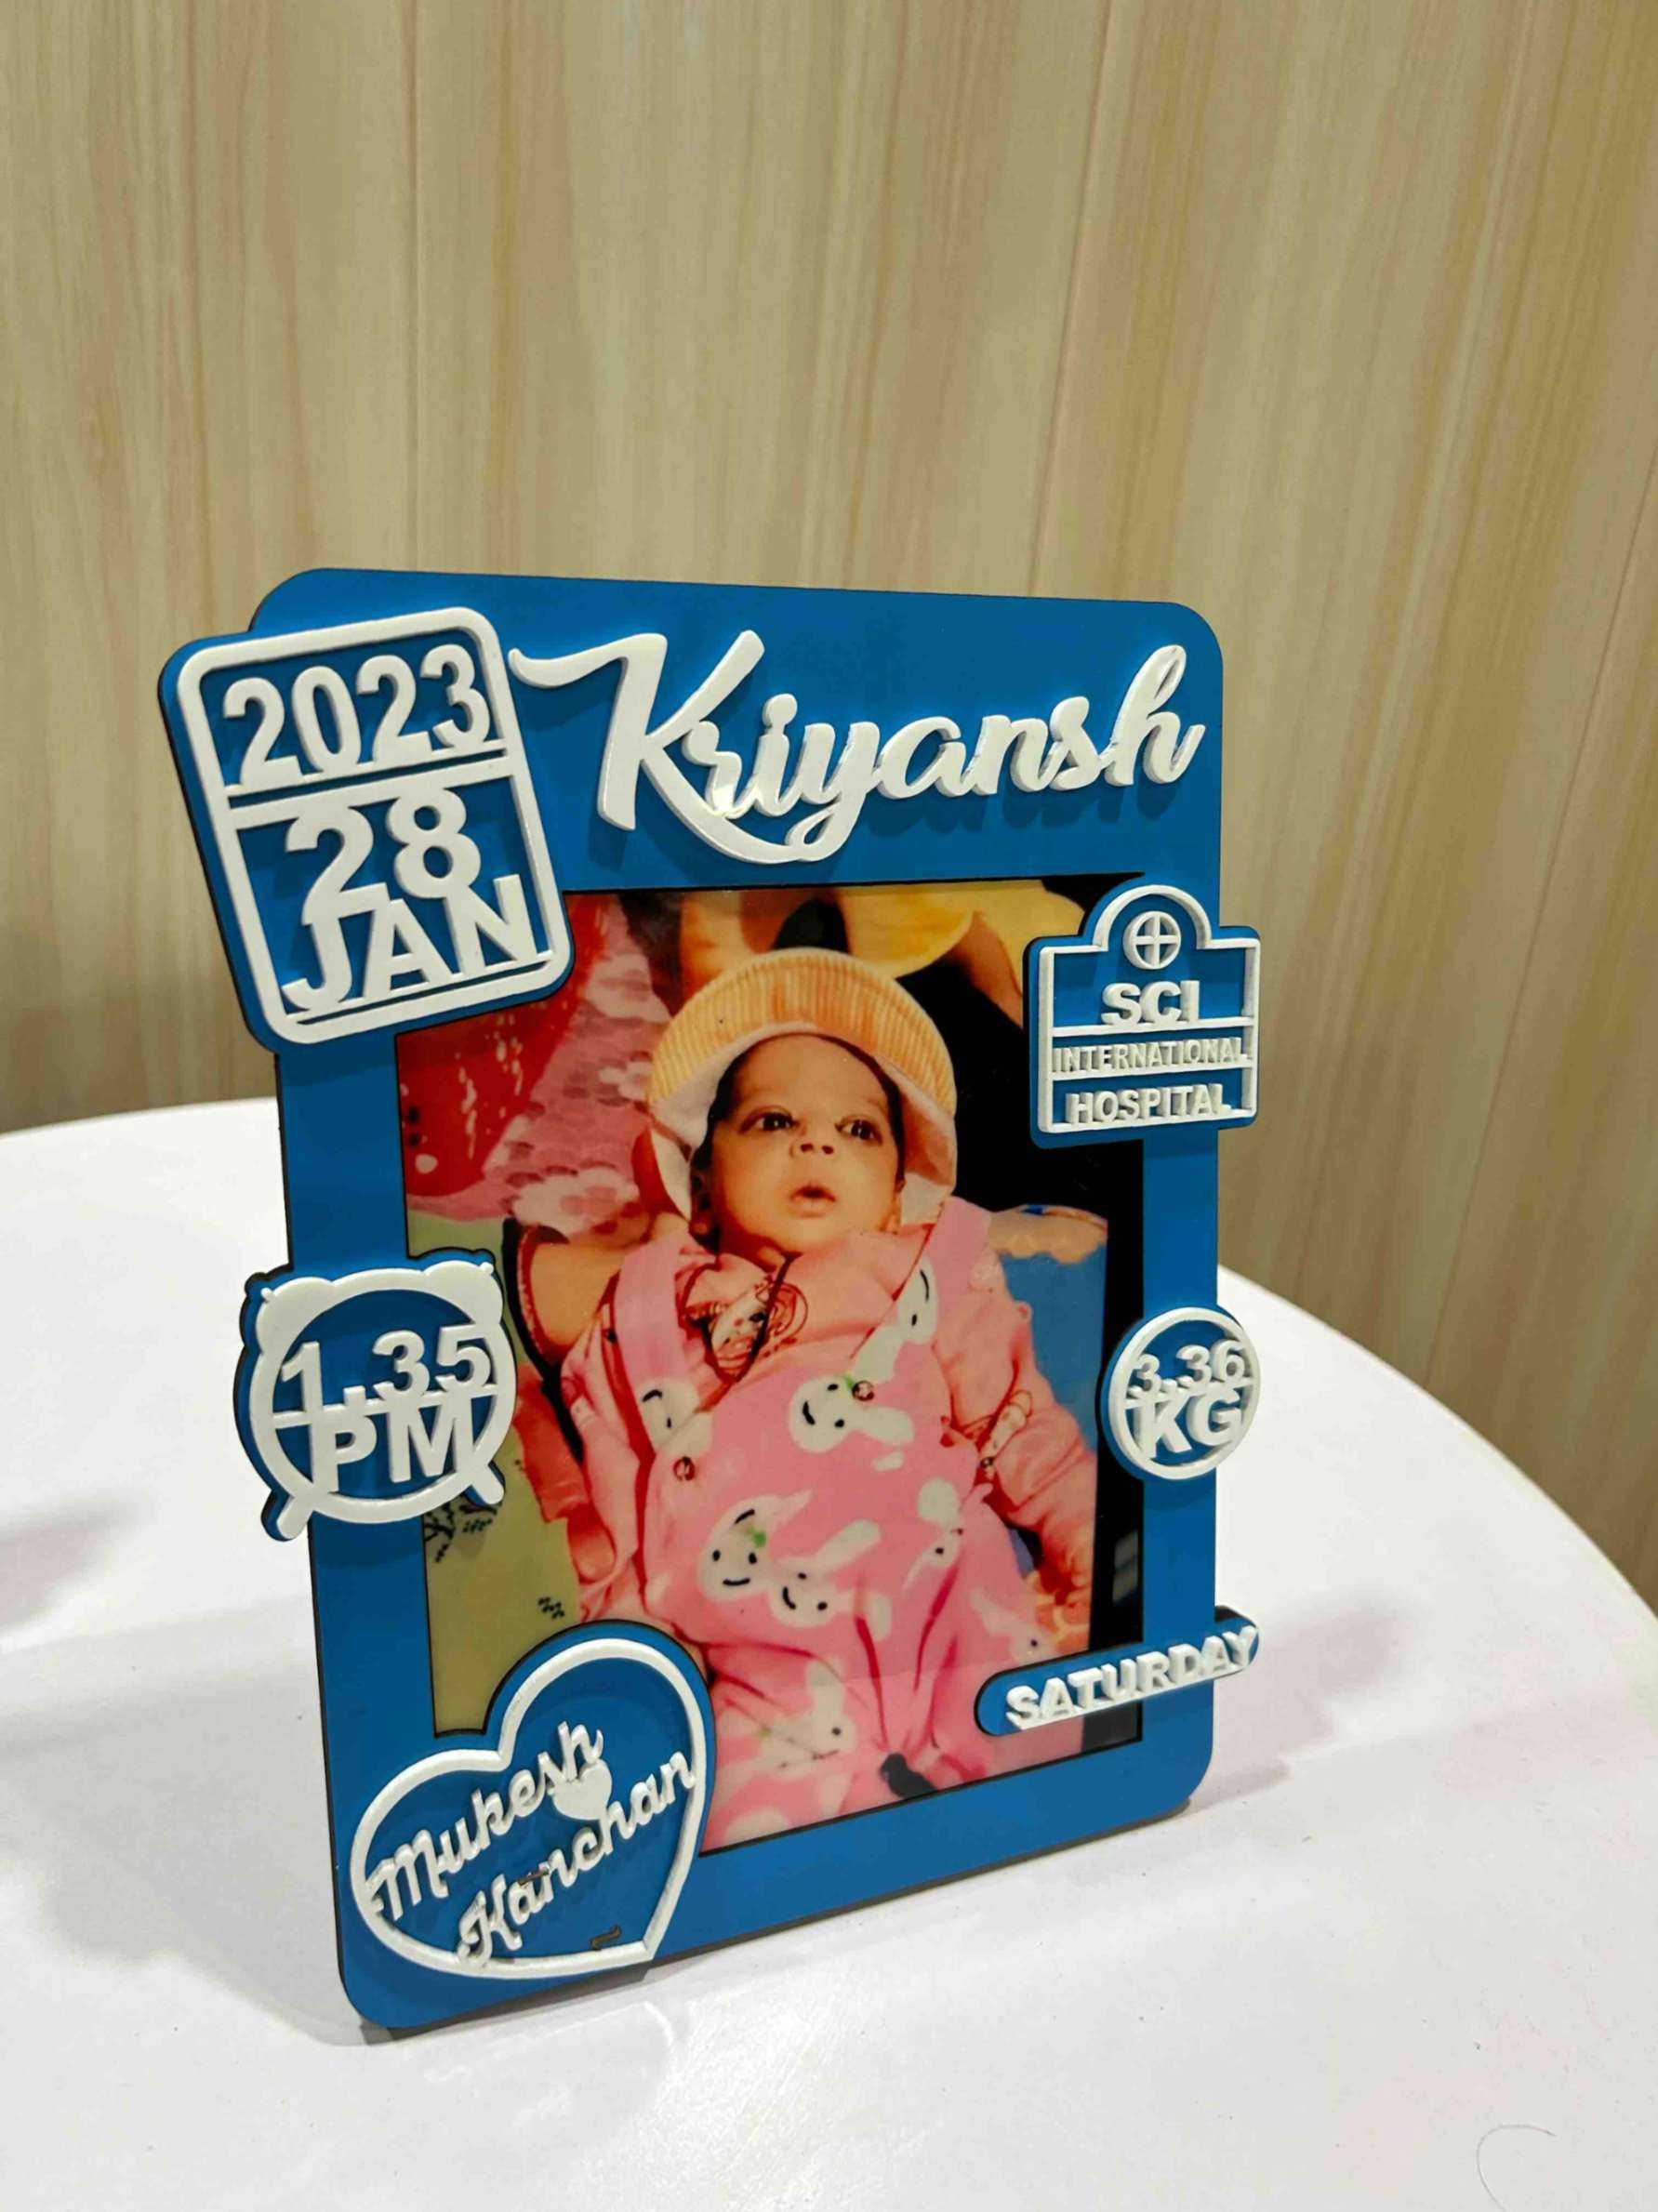 2023
28
JAN
Kriyansh
SCI
INTERNATIONAL
HOSPITAL
1.35
PM
3.36
KG
SATURDAY
Mukesh
Kanchan